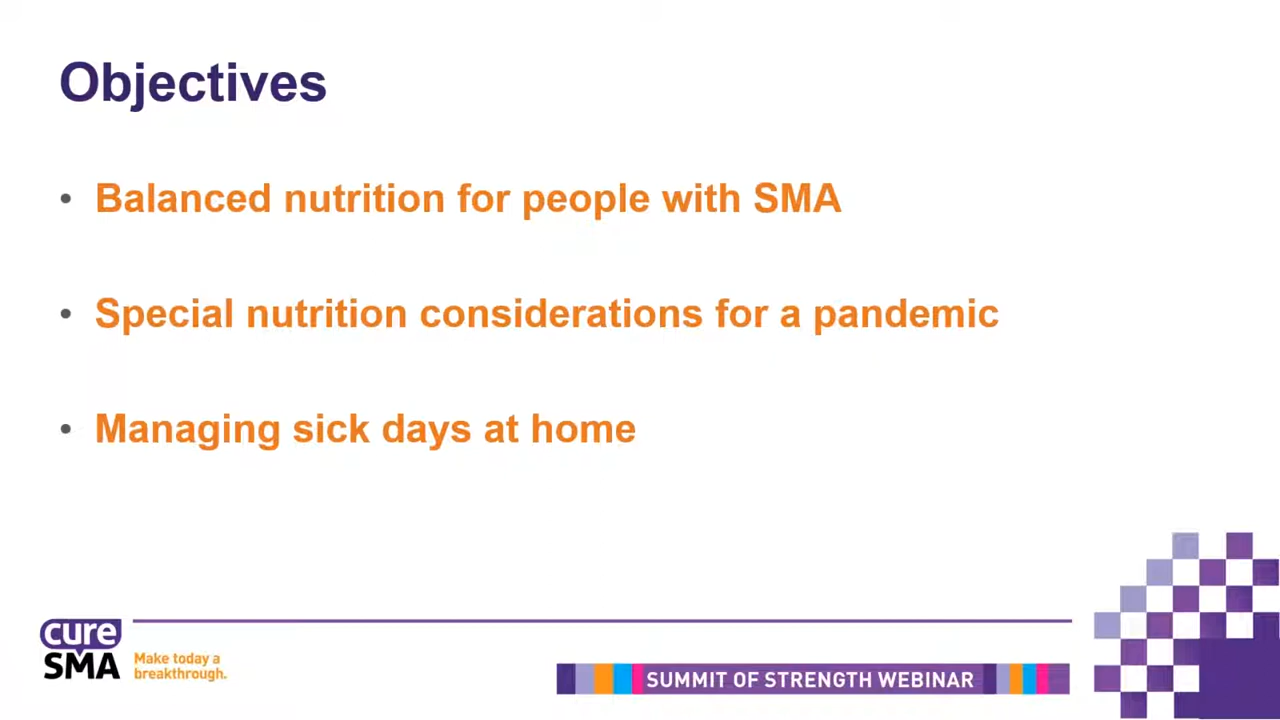 Objectives
• Balanced nutrition for people with SMA
• Special nutrition considerations for a pandemic
• Managing sick days at home
cure
SMA
Make today a
breakthrough.
SUMMIT OF STRENGTH WEBINAR